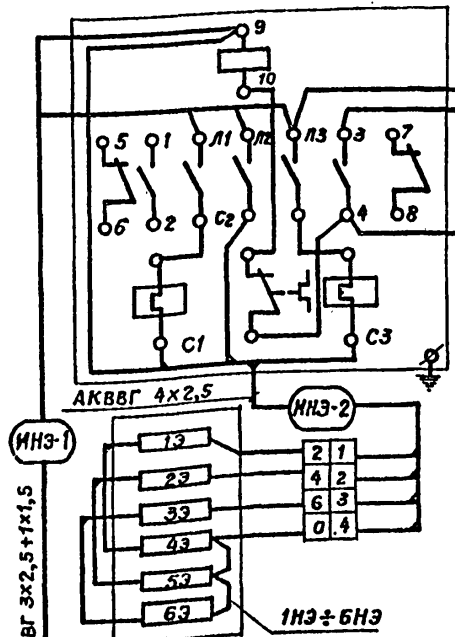 9
10
5 1 Л1 Л2 Л3 3 7
6 2 С2 4 8
С1 С3
АКВВГ 4х2,5
ИНЭ-1
ИНЭ-2
ВГ 3х2,5+1х1,5
1Э 2 1
2Э 4 2
3Э 6 3
4Э 0 .4
5Э
6Э
1НЭ÷6НЭ